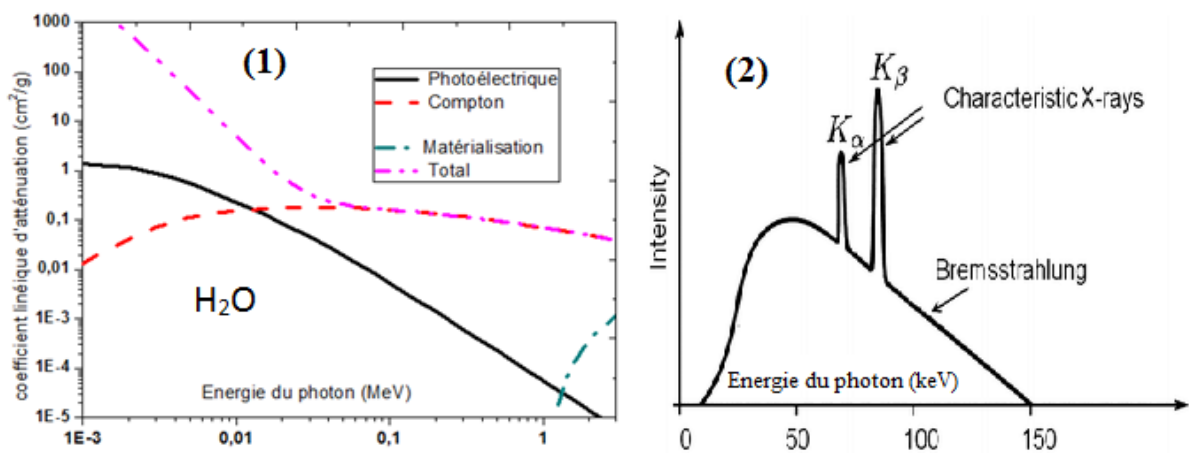 coefficient linéique d'atténuation (cm²/g)
1000
100
10
1
0,1
0,01
1E-3
1E-4
1E-5
(1)
Photoélectrique
Compton
Matérialisation
Total
H₂O
Energie du photon (MeV)
1E-3 0,01 0,1 1
Intensity
(2)
Kα
Kβ
Characteristic X-rays
Bremsstrahlung
Energie du photon (keV)
0 50 100 150